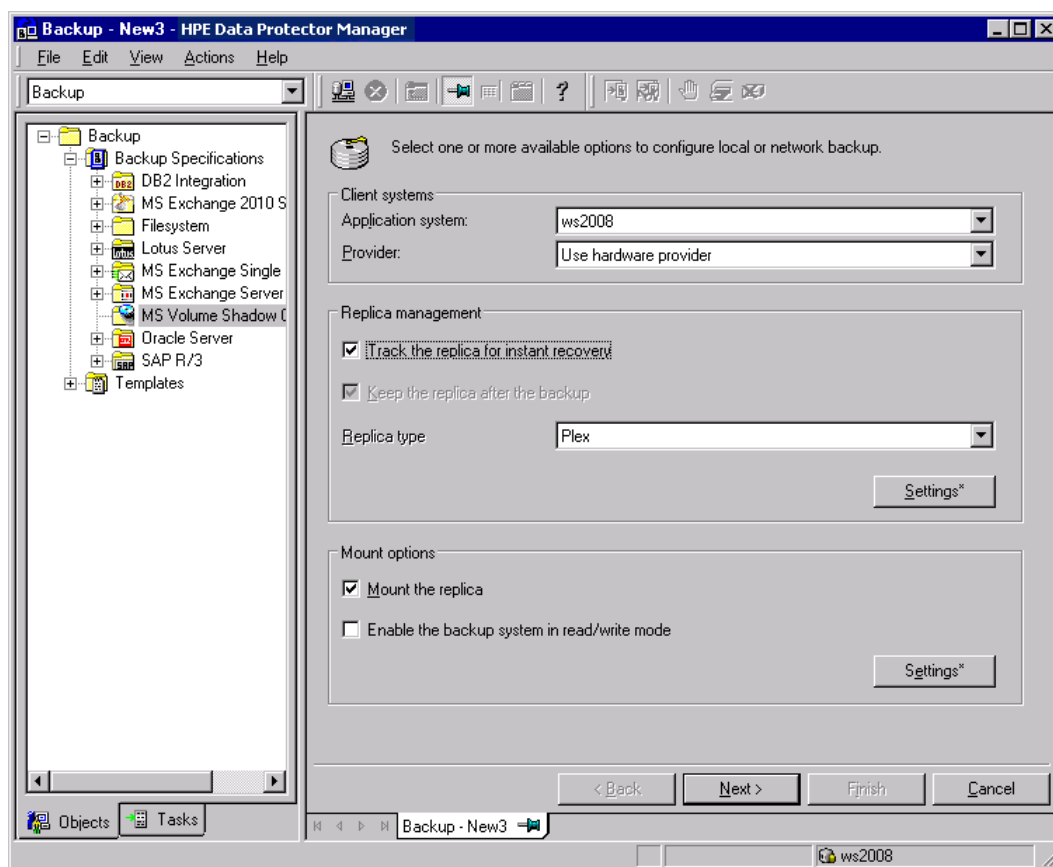 Backup - New3 - HPE Data Protector Manager
File Edit View Actions Help
Backup
Backup
Backup Specifications
DB2 Integration
MS Exchange 2010 S
Filesystem
Lotus Server
MS Exchange Single
MS Exchange Server
MS Volume Shadow C
Oracle Server
SAP R/3
Templates
Objects Tasks
Select one or more available options to configure local or network backup.
Client systems
Application system: ws2008
Provider: Use hardware provider
Replica management
Track the replica for instant recovery
Keep the replica after the backup
Replica type Plex
Settings*
Mount options
Mount the replica
Enable the backup system in read/write mode
Settings*
< Back Next > Finish Cancel
Backup - New3
ws2008